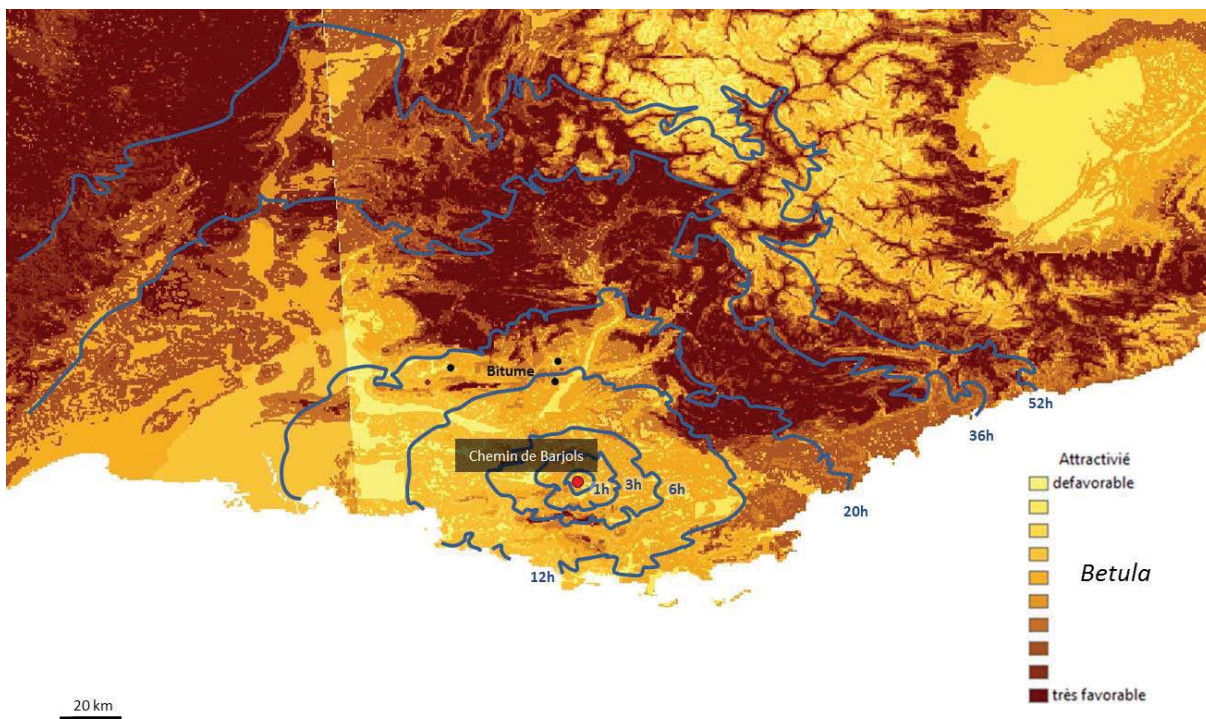 Bitume
Chemin de Barjols
1h
3h
6h
12h
20h
36h
52h
Attractivié
defavorable
Betula
très favorable
20 km